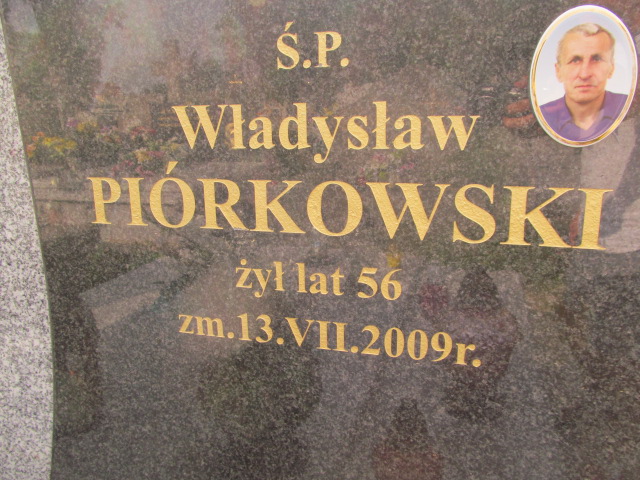 Ś.P.
Władysław
PIÓRKOWSKI
żył lat 56
zm.13.VII.2009r.